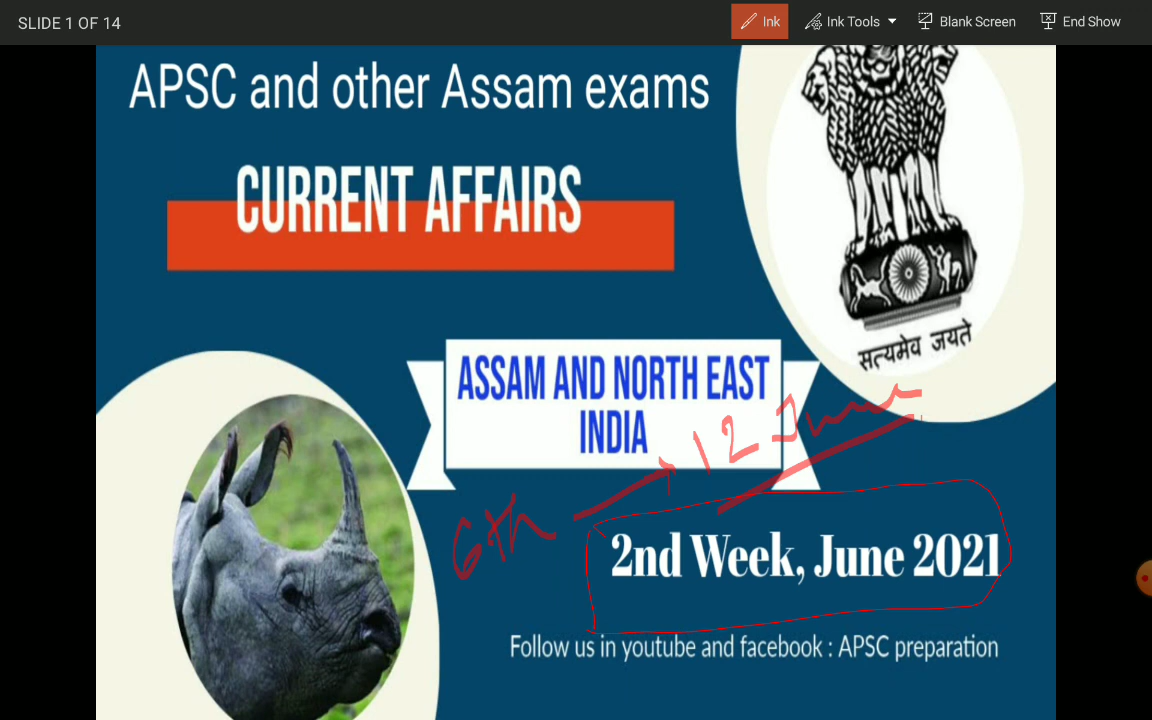 SLIDE 1 OF 14
Ink
Ink Tools
Blank Screen
End Show
APSC and other Assam exams
CURRENT AFFAIRS
सत्यमेव जयते
ASSAM AND NORTH EAST
INDIA
6th → 12 June
2nd Week, June 2021
Follow us in youtube and facebook : APSC preparation